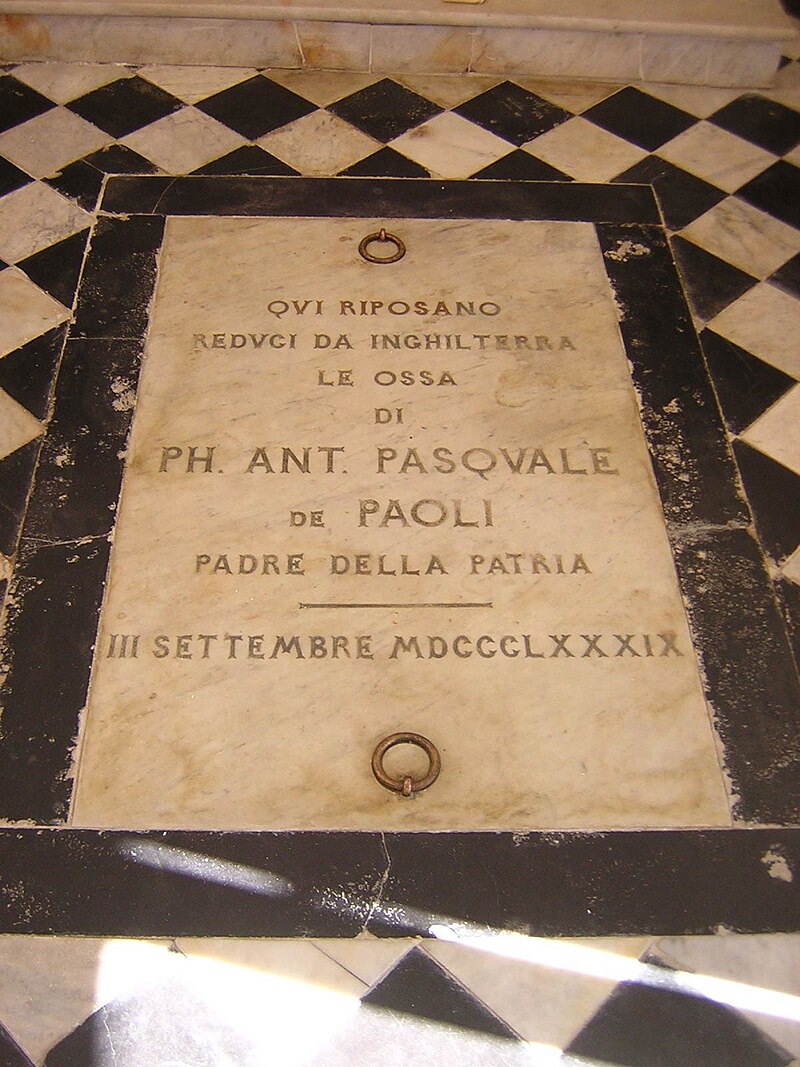 QVI RIPOSANO
REDVCI DA INGHILTERRA
LE OSSA
DI
PH. ANT. PASQVALE
DE PAOLI
PADRE DELLA PATRIA
III SETTEMBRE MDCCCLXXXIX